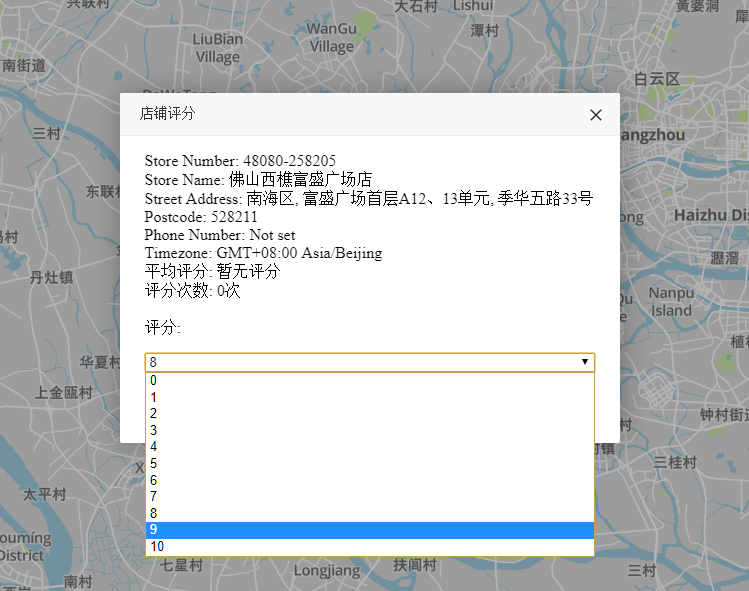 兴联村
大石村
Lishui
黄婆洞
LiuBian
Village
WanGu
Village
潭村
南街道
白云区
店铺评分
三村
angzhou
Store Number: 48080-258205
Store Name: 佛山西樵富盛广场店
Street Address: 南海区, 富盛广场首层A12、13单元, 季华五路33号
Postcode: 528211
Phone Number: Not set
Timezone: GMT+08:00 Asia/Beijing
平均评分: 暂无评分
评分次数: 0次
东联村
Haizhu Dis
丹灶镇
瀝滘
Nanpu
Island
评分:
8
0
1
2
3
4
5
6
7
8
9
10
华夏村
上金瓯村
钟村街道
三桂村
太平村
oumíng
District
七星村
Longjiang
扶闾村
三村
南村